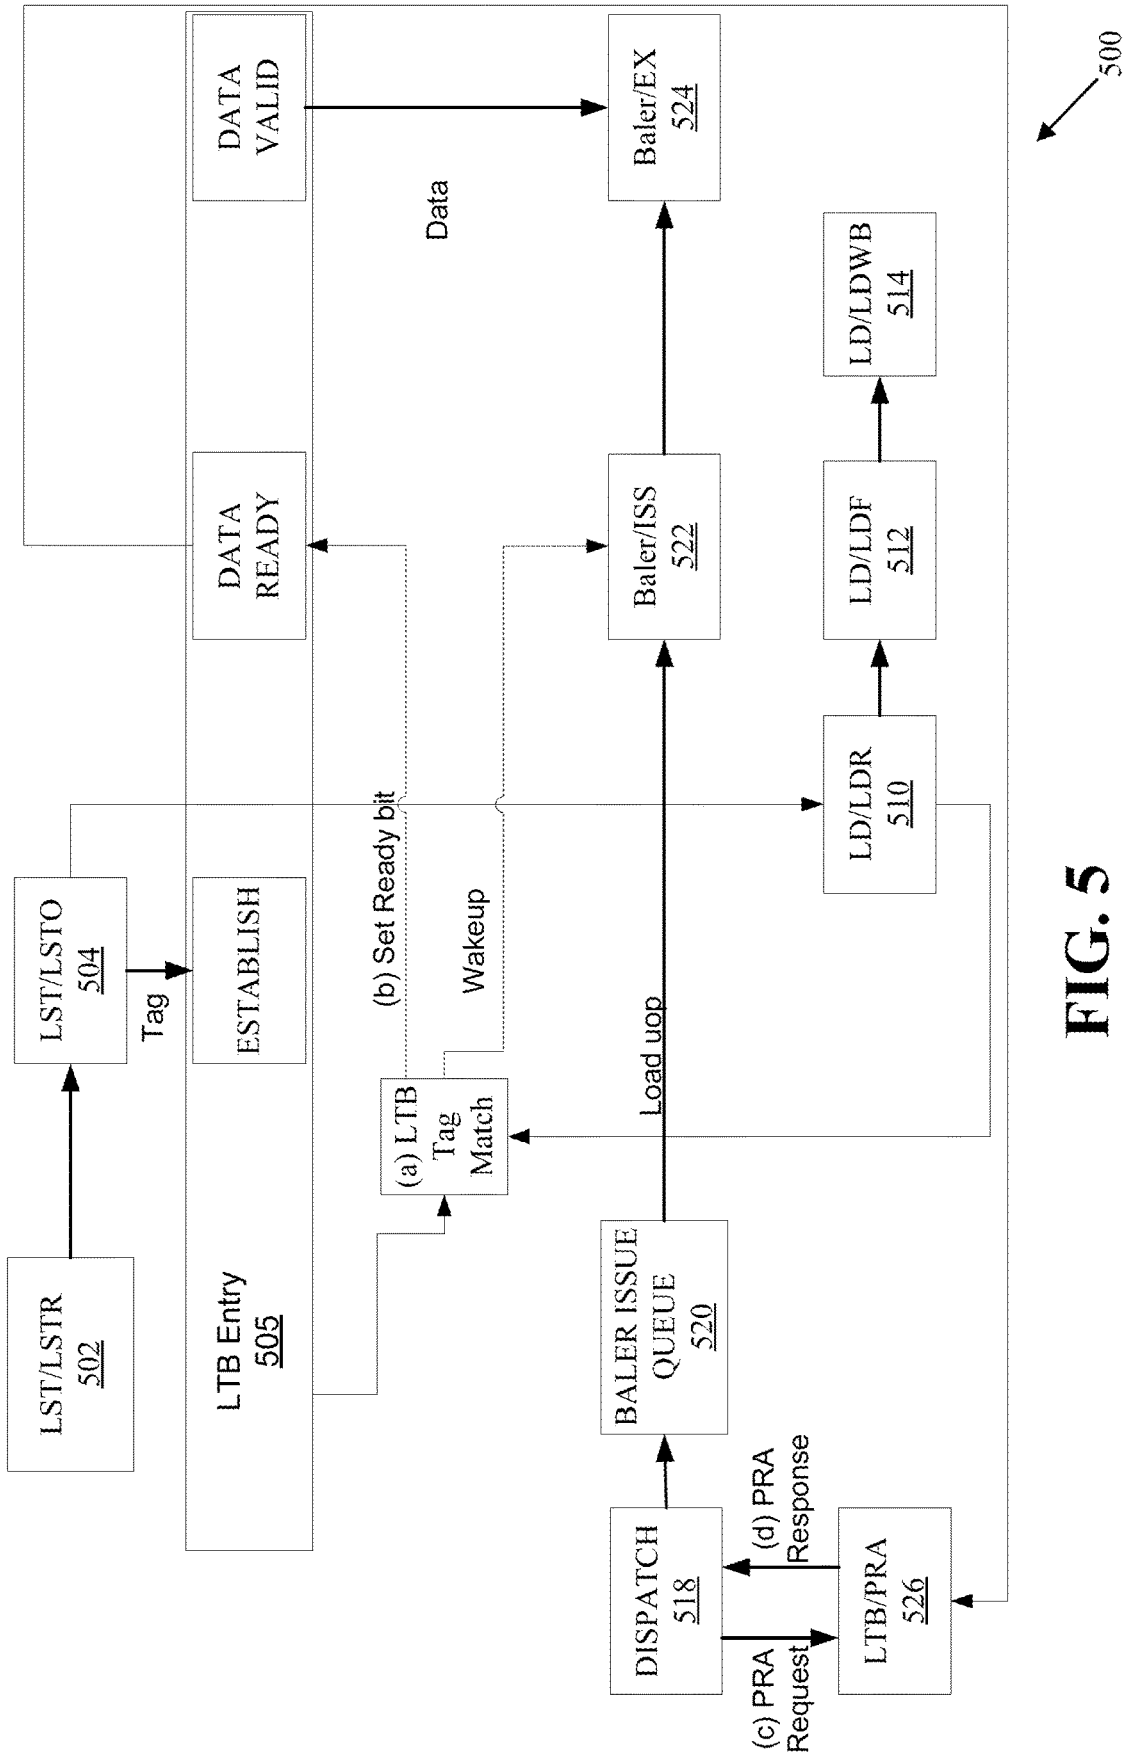 LST/LSTR
502
LST/LSTO
504
Tag
LTB Entry
505
ESTABLISH
DATA
READY
DATA
VALID
(a) LTB
Tag
Match
(b) Set Ready bit
Wakeup
Data
DISPATCH
518
BALER ISSUE
QUEUE
520
Load uop
Baler/ISS
522
Baler/EX
524
(c) PRA
Request
(d) PRA
Response
LTB/PRA
526
LD/LDR
510
LD/LDF
512
LD/LDWB
514
500
FIG. 5